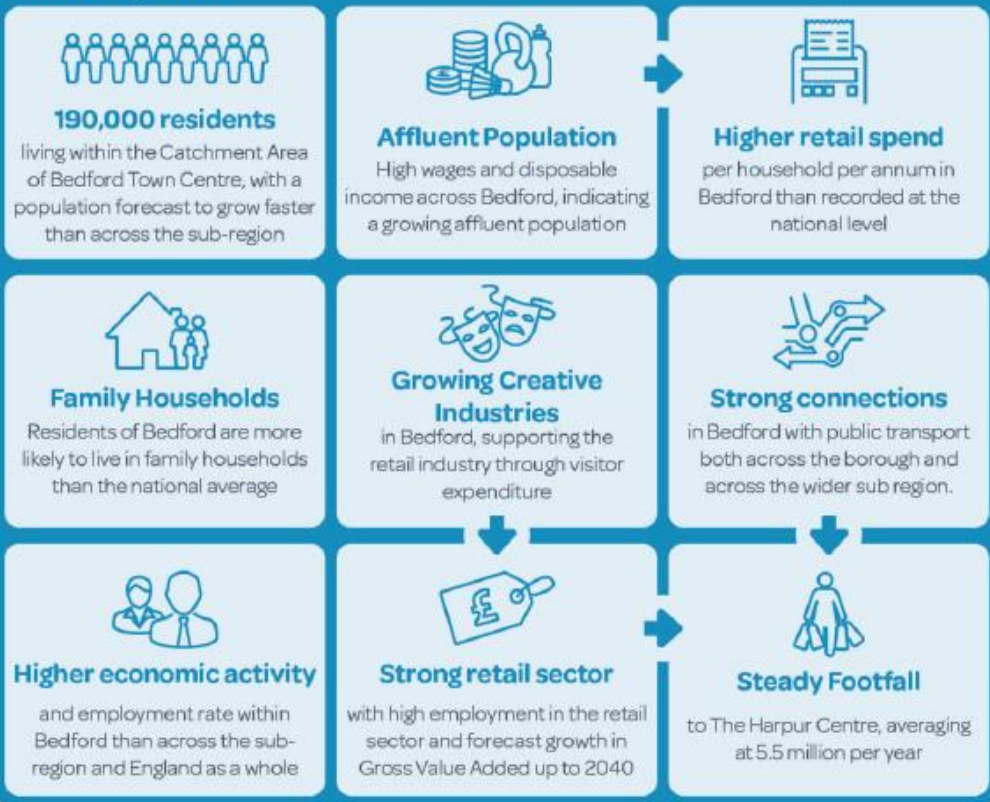 190,000 residents
living within the Catchment Area
of Bedford Town Centre, with a
population forecast to grow faster
than across the sub-region
Affluent Population
High wages and disposable
income across Bedford, indicating
a growing affluent population
Higher retail spend
per household per annum in
Bedford than recorded at the
national level
Family Households
Residents of Bedford are more
likely to live in family households
than the national average
Growing Creative
Industries
in Bedford, supporting the
retail industry through visitor
expenditure
Strong connections
in Bedford with public transport
both across the borough and
across the wider sub region.
Higher economic activity
and employment rate within
Bedford than across the sub-
region and England as a whole
£
Strong retail sector
with high employment in the retail
sector and forecast growth in
Gross Value Added up to 2040
Steady Footfall
to The Harpur Centre, averaging
at 5.5 million per year